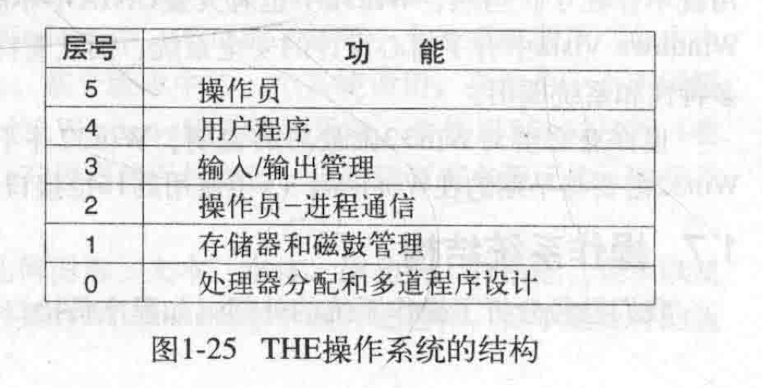 层号 功 能
5 操作员
4 用户程序
3 输入/输出管理
2 操作员-进程通信
1 存储器和磁鼓管理
0 处理器分配和多道程序设计
图1-25 THE操作系统的结构